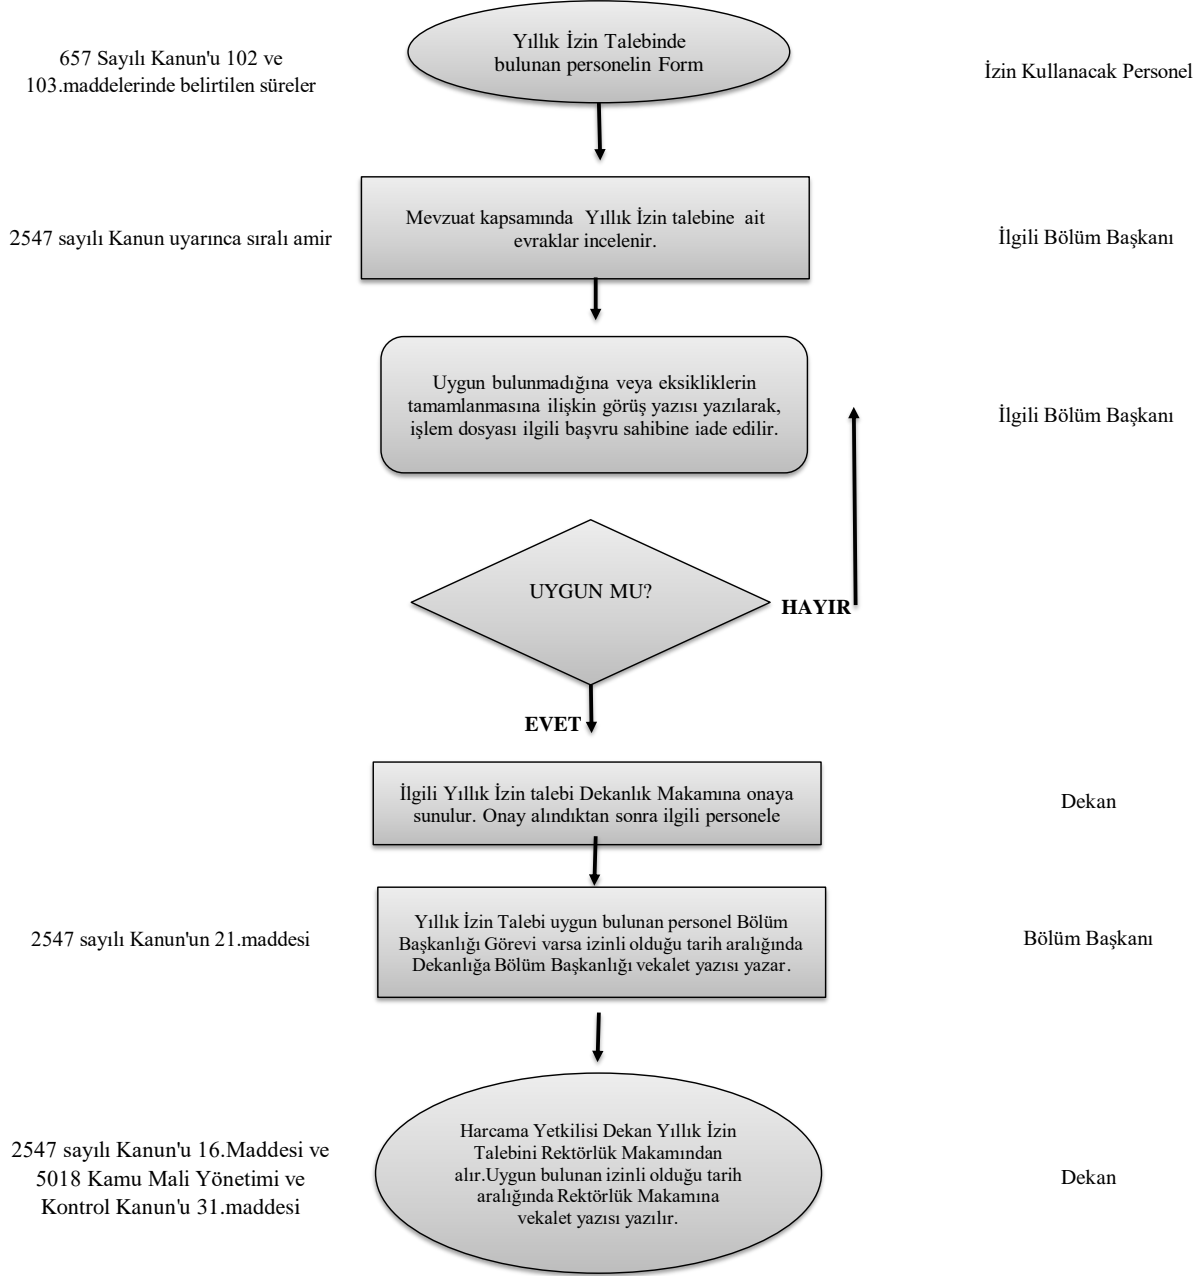 657 Sayılı Kanun'u 102 ve
103.maddelerinde belirtilen süreler
Yıllık İzin Talebinde
bulunan personelin Form
İzin Kullanacak Personel
2547 sayılı Kanun uyarınca sıralı amir
Mevzuat kapsamında Yıllık İzin talebine ait
evraklar incelenir.
İlgili Bölüm Başkanı
Uygun bulunmadığına veya eksikliklerin
tamamlanmasına ilişkin görüş yazısı yazılarak,
işlem dosyası ilgili başvru sahibine iade edilir.
İlgili Bölüm Başkanı
UYGUN MU?
HAYIR
EVET
İlgili Yıllık İzin talebi Dekanlık Makamına onaya
sunulur. Onay alındıktan sonra ilgili personele
Dekan
2547 sayılı Kanun'un 21.maddesi
Yıllık İzin Talebi uygun bulunan personel Bölüm
Başkanlığı Görevi varsa izinli olduğu tarih aralığında
Dekanlığa Bölüm Başkanlığı vekalet yazısı yazar.
Bölüm Başkanı
2547 sayılı Kanun'u 16.Maddesi ve
5018 Kamu Mali Yönetimi ve
Kontrol Kanun'u 31.maddesi
Harcama Yetkilisi Dekan Yıllık İzin
Talebini Rektörlük Makamından
alır.Uygun bulunan izinli olduğu tarih
aralığında Rektörlük Makamına
vekalet yazısı yazılır.
Dekan